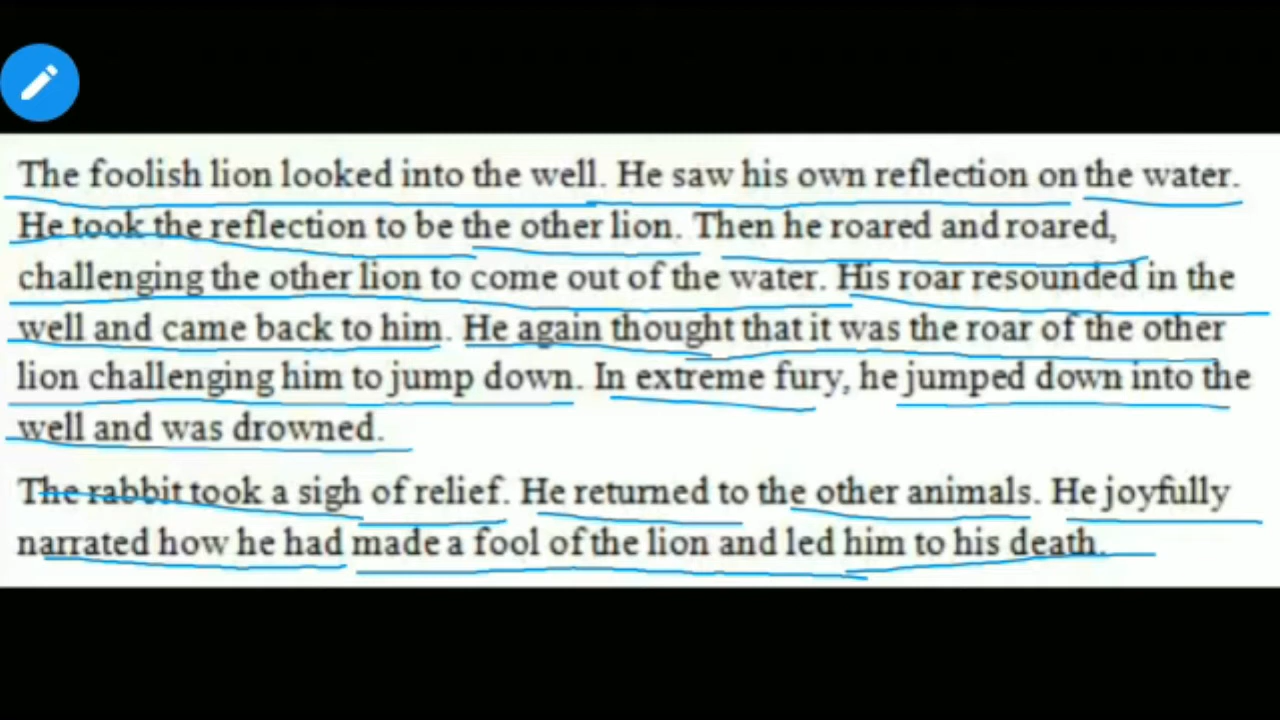 The foolish lion looked into the well. He saw his own reflection on the water.
He took the reflection to be the other lion. Then he roared and roared,
challenging the other lion to come out of the water. His roar resounded in the
well and came back to him. He again thought that it was the roar of the other
lion challenging him to jump down. In extreme fury, he jumped down into the
well and was drowned.
The rabbit took a sigh of relief. He returned to the other animals. He joyfully
narrated how he had made a fool of the lion and led him to his death.